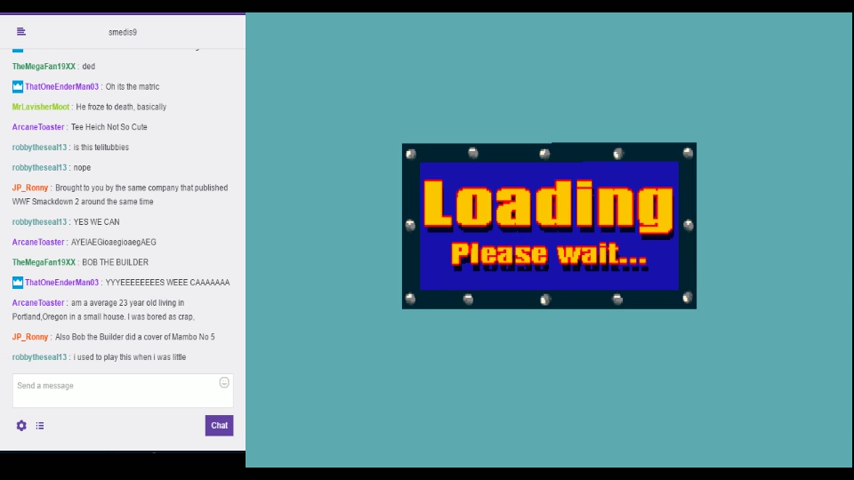 smedis9
TheMegaFan19XX : ded
ThatOneEnderMan03 : Oh its the matric
MrLavisherMoot : He froze to death, basically
ArcaneToaster : Tee Heich Not So Cute
robbytheseal13 : is this telitubbies
robbytheseal13 : nope
JP_Ronny : Brought to you by the same company that published
WWF Smackdown 2 around the same time
robbytheseal13 : YES WE CAN
ArcaneToaster : AYEIAEGIoaegioaegAEG
TheMegaFan19XX : BOB THE BUILDER
ThatOneEnderMan03 : YYYEEEEEEEES WEEE CAAAAAAA
ArcaneToaster : am a average 23 year old living in
Portland,Oregon in a small house. I was bored as crap,
JP_Ronny : Also Bob the Builder did a cover of Mambo No 5
robbytheseal13 : i used to play this when i was little
Send a message
Chat
Loading
Please wait...